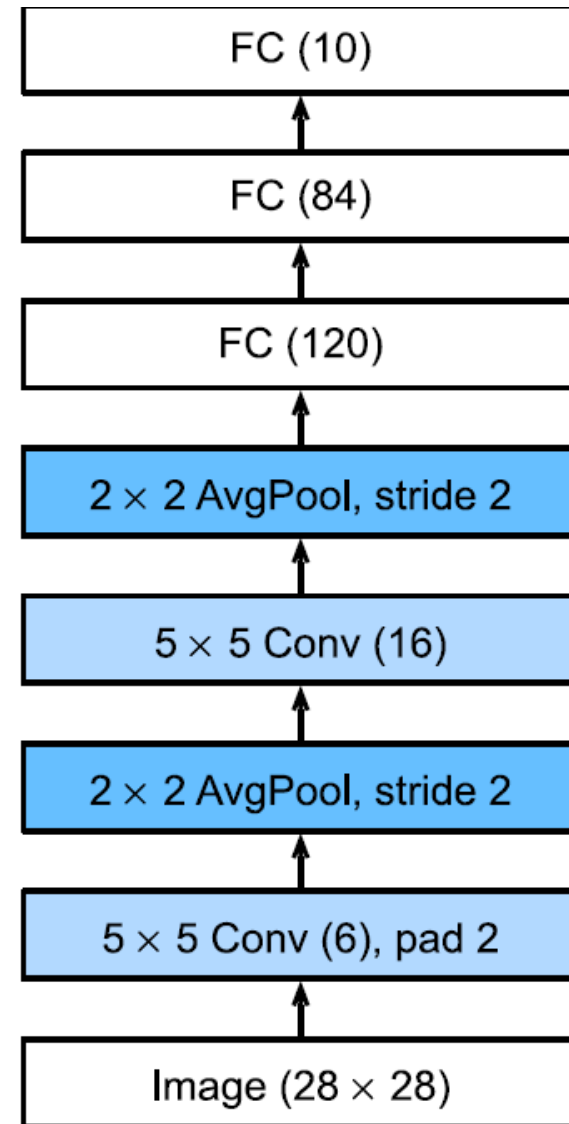 FC (10)
FC (84)
FC (120)
2 × 2 AvgPool, stride 2
5 × 5 Conv (16)
2 × 2 AvgPool, stride 2
5 × 5 Conv (6), pad 2
Image (28 × 28)